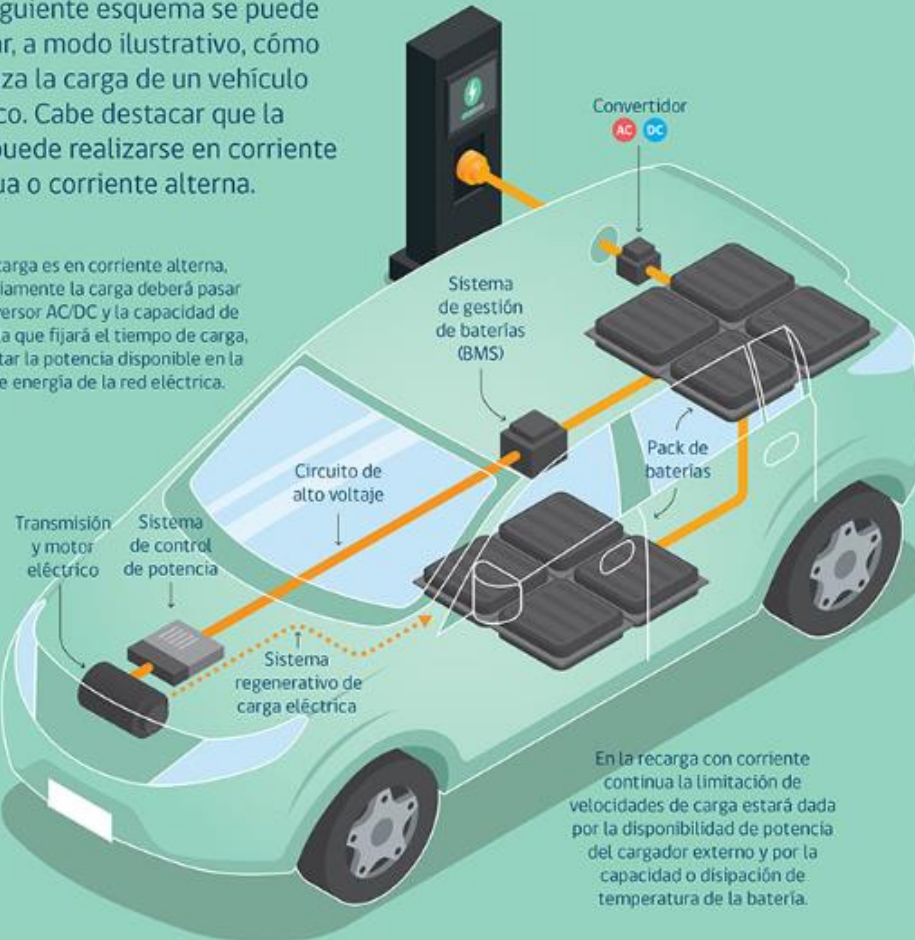 guiente esquema se puede
ar, a modo ilustrativo, cómo
iza la carga de un vehículo
ico. Cabe destacar que la
puede realizarse en corriente
ua o corriente alterna.
carga es en corriente alterna,
iamente la carga deberá pasar
versor AC/DC y la capacidad de
la que fijará el tiempo de carga,
tar la potencia disponible en la
e energía de la red eléctrica.
Convertidor
AC DC
Sistema
de gestión
de baterías
(BMS)
Pack de
baterías
Circuito de
alto voltaje
Transmisión
y motor
eléctrico
Sistema
de control
de potencia
Sistema
regenerativo de
carga eléctrica
En la recarga con corriente
continua la limitación de
velocidades de carga estará dada
por la disponibilidad de potencia
del cargador externo y por la
capacidad o disipación de
temperatura de la batería.